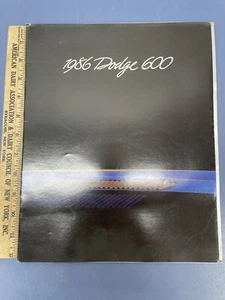 1986 Dodge 600
AMERICAN DAIRY ASSOCIATION & DAIRY COUNCIL OF NEW YORK, INC.